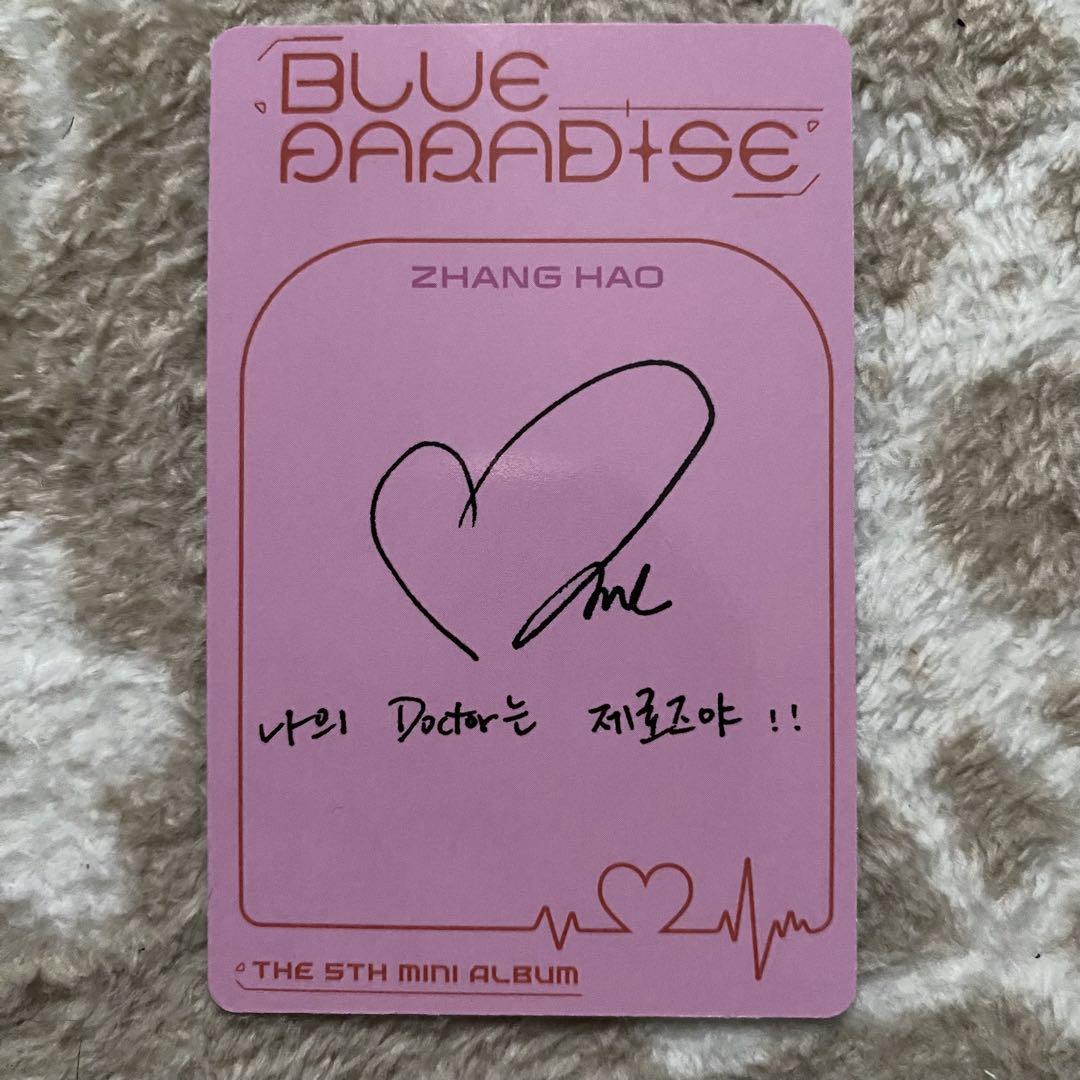 BLUE
PARADISE
ZHANG HAO
나의 Doctor는 제로즈야 !!
THE 5TH MINI ALBUM